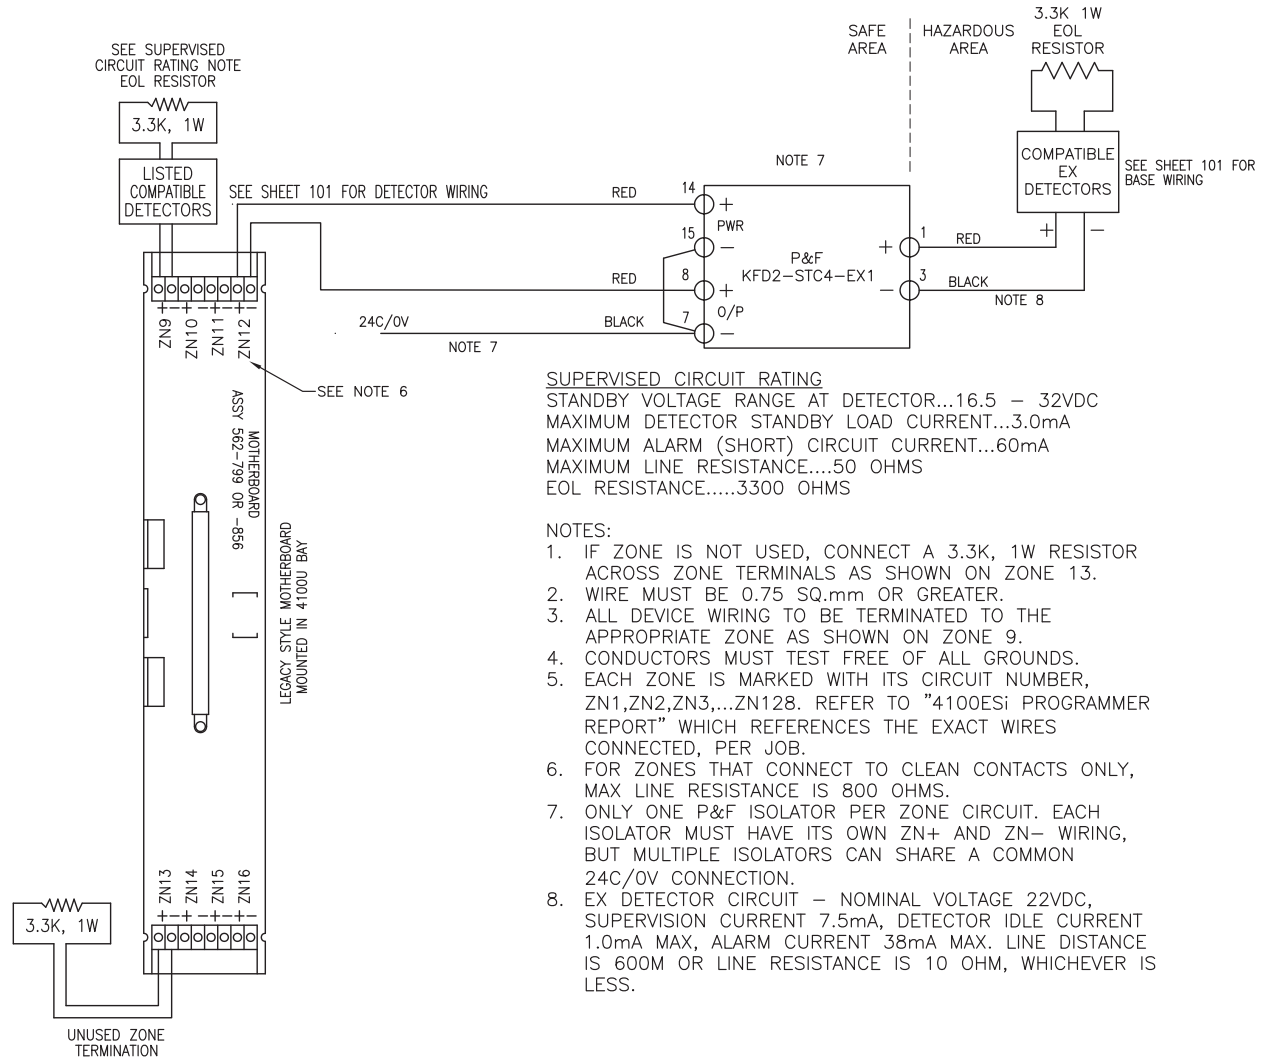 SEE SUPERVISED
CIRCUIT RATING NOTE
EOL RESISTOR
3.3K, 1W
LISTED
COMPATIBLE
DETECTORS
SEE SHEET 101 FOR DETECTOR WIRING
SAFE
AREA
HAZARDOUS
AREA
3.3K 1W
EOL
RESISTOR
COMPATIBLE
EX
DETECTORS
SEE SHEET 101 FOR
BASE WIRING
+ −
NOTE 7
RED
14
+
PWR
15
−
RED
8
+
O/P
BLACK
7
−
P&F
KFD2-STC4-EX1
+
1
RED
−
3
BLACK
NOTE 8
24C/0V
NOTE 7
+ − + − + − + −
ZN9
ZN10
ZN11
ZN12
SEE NOTE 6
MOTHERBOARD
ASSY 562-799 OR -856
LEGACY STYLE MOTHERBOARD
MOUNTED IN 4100U BAY
ZN13
ZN14
ZN15
ZN16
+ − + − + − + −
3.3K, 1W
UNUSED ZONE
TERMINATION
SUPERVISED CIRCUIT RATING
STANDBY VOLTAGE RANGE AT DETECTOR...16.5 − 32VDC
MAXIMUM DETECTOR STANDBY LOAD CURRENT...3.0mA
MAXIMUM ALARM (SHORT) CIRCUIT CURRENT...60mA
MAXIMUM LINE RESISTANCE....50 OHMS
EOL RESISTANCE.....3300 OHMS
NOTES:
1. IF ZONE IS NOT USED, CONNECT A 3.3K, 1W RESISTOR
ACROSS ZONE TERMINALS AS SHOWN ON ZONE 13.
2. WIRE MUST BE 0.75 SQ.mm OR GREATER.
3. ALL DEVICE WIRING TO BE TERMINATED TO THE
APPROPRIATE ZONE AS SHOWN ON ZONE 9.
4. CONDUCTORS MUST TEST FREE OF ALL GROUNDS.
5. EACH ZONE IS MARKED WITH ITS CIRCUIT NUMBER,
ZN1,ZN2,ZN3,...ZN128. REFER TO "4100ESi PROGRAMMER
REPORT" WHICH REFERENCES THE EXACT WIRES
CONNECTED, PER JOB.
6. FOR ZONES THAT CONNECT TO CLEAN CONTACTS ONLY,
MAX LINE RESISTANCE IS 800 OHMS.
7. ONLY ONE P&F ISOLATOR PER ZONE CIRCUIT. EACH
ISOLATOR MUST HAVE ITS OWN ZN+ AND ZN− WIRING,
BUT MULTIPLE ISOLATORS CAN SHARE A COMMON
24C/0V CONNECTION.
8. EX DETECTOR CIRCUIT − NOMINAL VOLTAGE 22VDC,
SUPERVISION CURRENT 7.5mA, DETECTOR IDLE CURRENT
1.0mA MAX, ALARM CURRENT 38mA MAX. LINE DISTANCE
IS 600M OR LINE RESISTANCE IS 10 OHM, WHICHEVER IS
LESS.